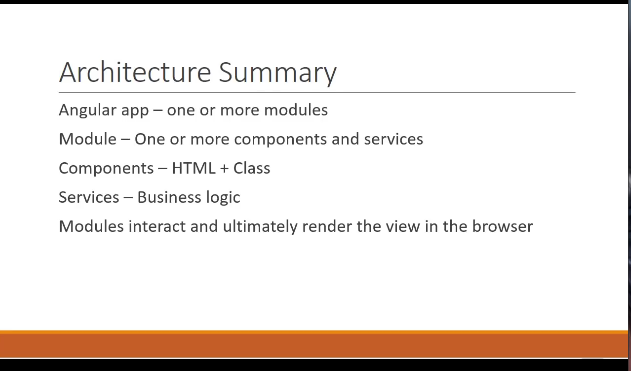 Architecture Summary
Angular app – one or more modules
Module – One or more components and services
Components – HTML + Class
Services – Business logic
Modules interact and ultimately render the view in the browser